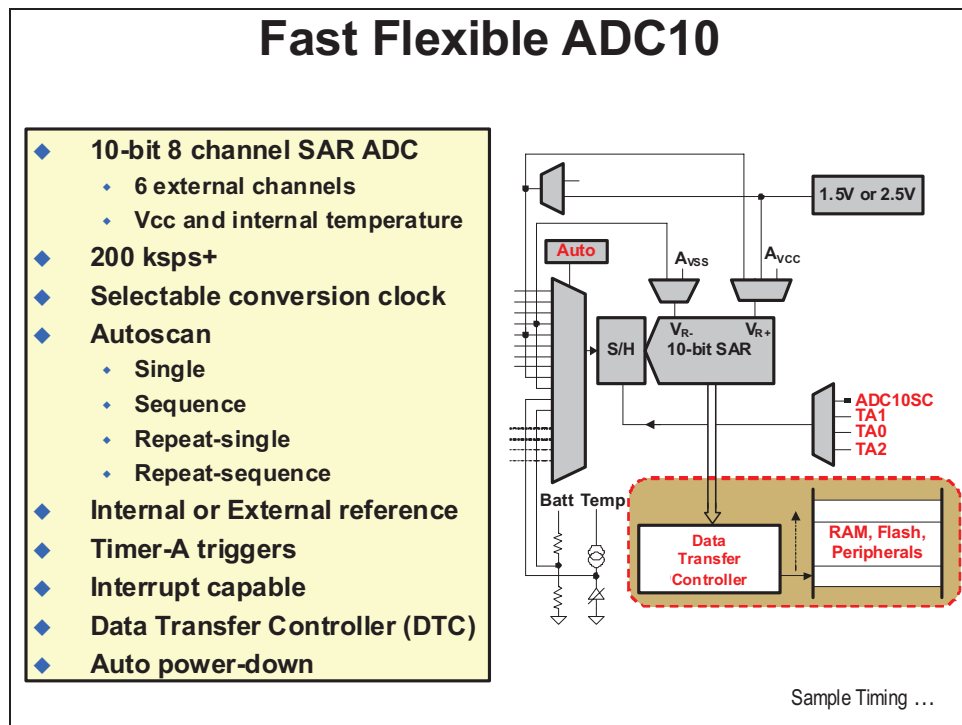 Fast Flexible ADC10
10-bit 8 channel SAR ADC
6 external channels
Vcc and internal temperature
200 ksps+
Selectable conversion clock
Autoscan
Single
Sequence
Repeat-single
Repeat-sequence
Internal or External reference
Timer-A triggers
Interrupt capable
Data Transfer Controller (DTC)
Auto power-down
1.5V or 2.5V
Auto
AVSS
AVCC
VR-
VR+
S/H
10-bit SAR
ADC10SC
TA1
TA0
TA2
Batt Temp
Data
Transfer
Controller
RAM, Flash,
Peripherals
Sample Timing …